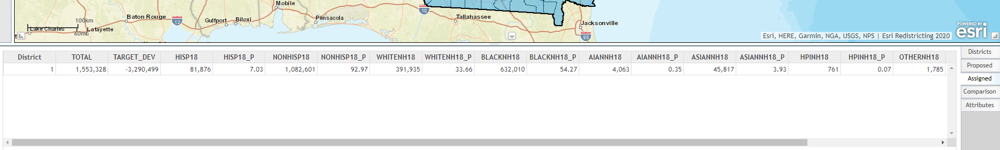 Mobile
10
100km
Baton Rouge
12
Gulfport
Biloxi
Pensacola
Tallahassee
Jacksonville
Lake Charles
Lafayette
60mi
95
POWERED BY
esri
Esri, HERE, Garmin, NGA, USGS, NPS | Esri Redistricting 2020
District TOTAL TARGET_DEV HISP18 HISP18_P NONHISP18 NONHISP18_P WHITENH18 WHITENH18_P BLACKNH18 BLACKNH18_P AIANNH18 AIANNH18_P ASIANNH18 ASIANNH18_P HPINH18 HPINH18_P OTHERNH18
1 1,553,328 -3,290,499 81,876 7.03 1,082,601 92.97 391,935 33.66 632,010 54.27 4,063 0.35 45,817 3.93 761 0.07 1,785
Districts
Proposed
Assigned
Comparison
Attributes